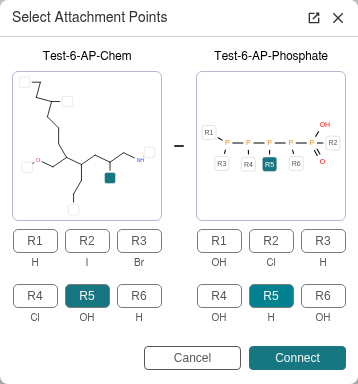 Select Attachment Points
Test-6-AP-Chem
Test-6-AP-Phosphate
O
NH
R1
P P P P P
OH
R2
O
R3 R4 R5 R6
R1 R2 R3
H I Br
R4 R5 R6
Cl OH H
R1 R2 R3
OH Cl H
R4 R5 R6
OH H OH
Cancel
Connect